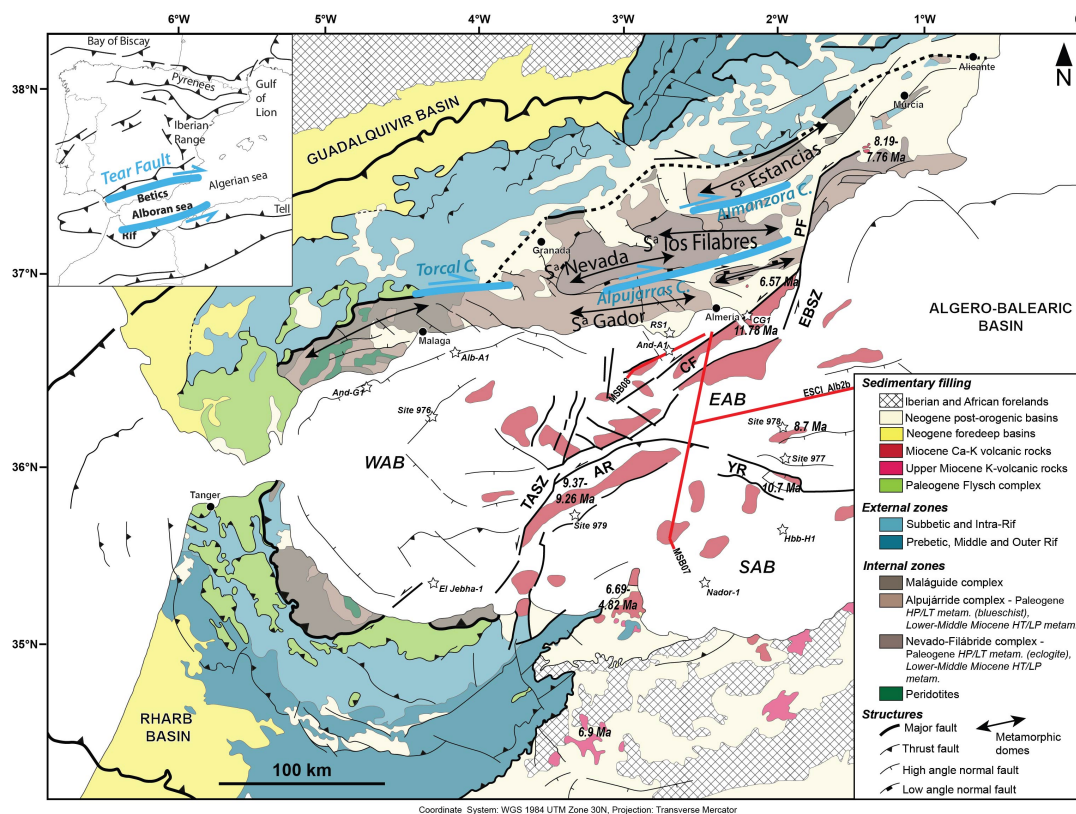 6°W
5°W
4°W
3°W
2°W
1°W
0
38°N
37°N
36°N
35°N
Bay of Biscay
Pyrenees
Gulf
of
Lion
Iberian
Range
Tear Fault
Betics
Algerian sea
Alboran sea
Tell
Rif
GUADALQUIVIR BASIN
N
Alicante
Murcia
8.19-
7.76 Ma
Sª Estancias
Almanzora C.
PF
Sª los Filabres
Granada
Sª Nevada
Torcal C.
Alpujarras C.
6.57 Ma
Sª Gador
Almeria
CG1
11.78 Ma
EBSZ
ALGERO-BALEARIC
BASIN
Malaga
RS1
And-A1
Alb-A1
And-G1
MSB08
CF
EAB
ESCI_Alb2b
Site 976
Site 978
8.7 Ma
Site 977
WAB
AR
YR
10.7 Ma
TASZ
9.37-
9.26 Ma
Site 979
Tanger
Hbb-H1
MSB07
SAB
El Jebha-1
Nador-1
6.69-
4.82 Ma
RHARB
BASIN
6.9 Ma
100 km
Sedimentary filling
Iberian and African forelands
Neogene post-orogenic basins
Neogene foredeep basins
Miocene Ca-K volcanic rocks
Upper Miocene K-volcanic rocks
Paleogene Flysch complex
External zones
Subbetic and Intra-Rif
Prebetic, Middle and Outer Rif
Internal zones
Maláguide complex
Alpujárride complex - Paleogene
HP/LT metam. (blueschist),
Lower-Middle Miocene HT/LP metam.
Nevado-Filábride complex -
Paleogene HP/LT metam. (eclogite),
Lower-Middle Miocene HT/LP
metam.
Peridotites
Structures
Major fault
Thrust fault
High angle normal fault
Low angle normal fault
Metamorphic
domes
Coordinate System: WGS 1984 UTM Zone 30N, Projection: Transverse Mercator